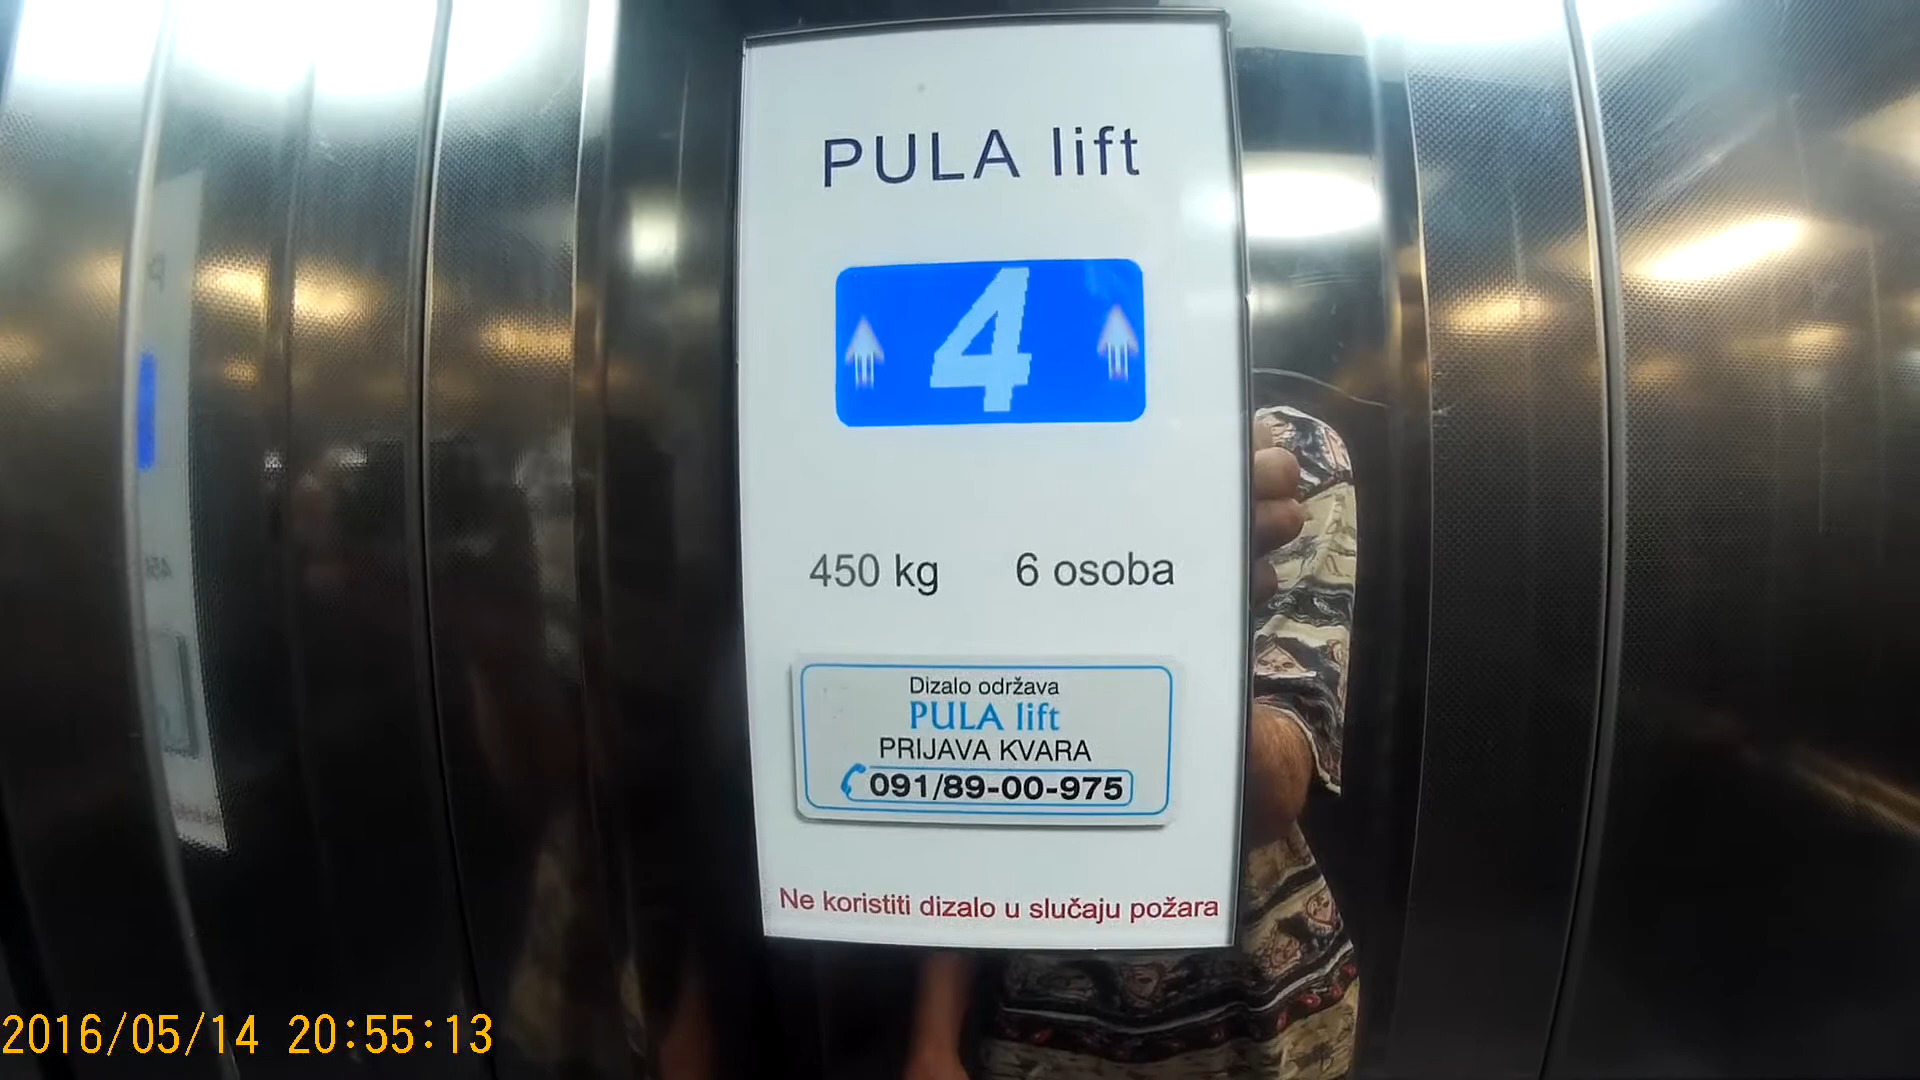 PULA lift
4
450 kg 6 osoba
Dizalo održava
PULA lift
PRIJAVA KVARA
091/89-00-975
Ne koristiti dizalo u slučaju požara
2016/05/14 20:55:13